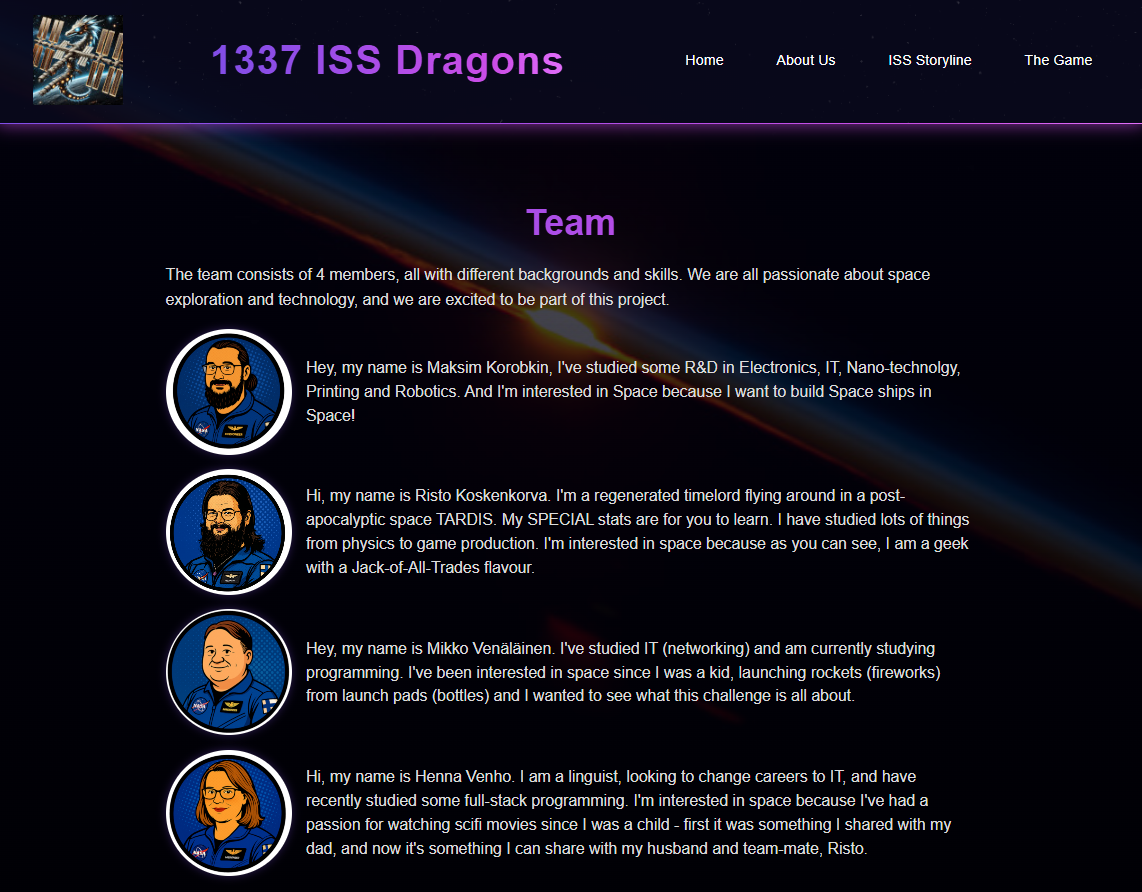 1337 ISS Dragons
Home
About Us
ISS Storyline
The Game
Team
The team consists of 4 members, all with different backgrounds and skills. We are all passionate about space
exploration and technology, and we are excited to be part of this project.
Hey, my name is Maksim Korobkin, I've studied some R&D in Electronics, IT, Nano-technolgy,
Printing and Robotics. And I'm interested in Space because I want to build Space ships in
Space!
Hi, my name is Risto Koskenkorva. I'm a regenerated timelord flying around in a post-
apocalyptic space TARDIS. My SPECIAL stats are for you to learn. I have studied lots of things
from physics to game production. I'm interested in space because as you can see, I am a geek
with a Jack-of-All-Trades flavour.
NASA
Hey, my name is Mikko Venäläinen. I've studied IT (networking) and am currently studying
programming. I've been interested in space since I was a kid, launching rockets (fireworks)
from launch pads (bottles) and I wanted to see what this challenge is all about.
NASA
Hi, my name is Henna Venho. I am a linguist, looking to change careers to IT, and have
recently studied some full-stack programming. I'm interested in space because I've had a
passion for watching scifi movies since I was a child - first it was something I shared with my
dad, and now it's something I can share with my husband and team-mate, Risto.
NASA